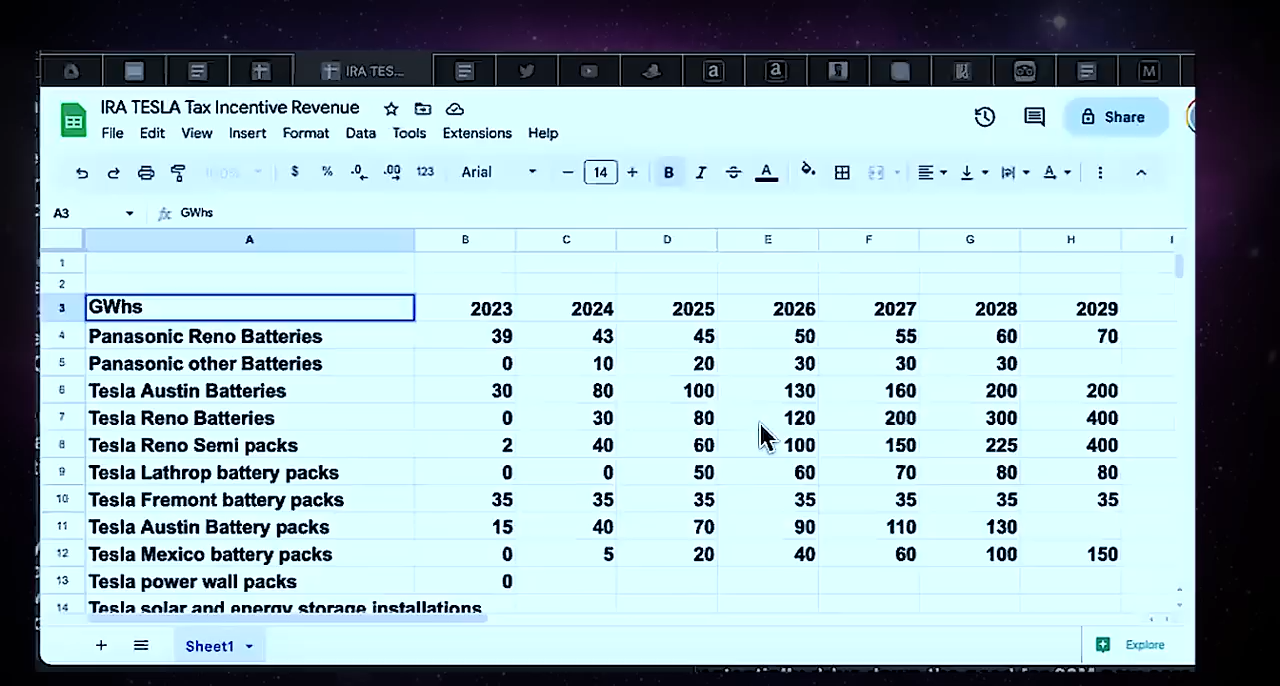 IRA TES...
a
a
M
IRA TESLA Tax Incentive Revenue
Share
File Edit View Insert Format Data Tools Extensions Help
100% $ % .0 .00 123 Arial − 14 + B I A
A3 fx GWhs
A B C D E F G H
1
2
3 GWhs 2023 2024 2025 2026 2027 2028 2029
4 Panasonic Reno Batteries 39 43 45 50 55 60 70
5 Panasonic other Batteries 0 10 20 30 30 30
6 Tesla Austin Batteries 30 80 100 130 160 200 200
7 Tesla Reno Batteries 0 30 80 120 200 300 400
8 Tesla Reno Semi packs 2 40 60 100 150 225 400
9 Tesla Lathrop battery packs 0 0 50 60 70 80 80
10 Tesla Fremont battery packs 35 35 35 35 35 35 35
11 Tesla Austin Battery packs 15 40 70 90 110 130
12 Tesla Mexico battery packs 0 5 20 40 60 100 150
13 Tesla power wall packs 0
14 Tesla solar and energy storage installations
Sheet1
Explore